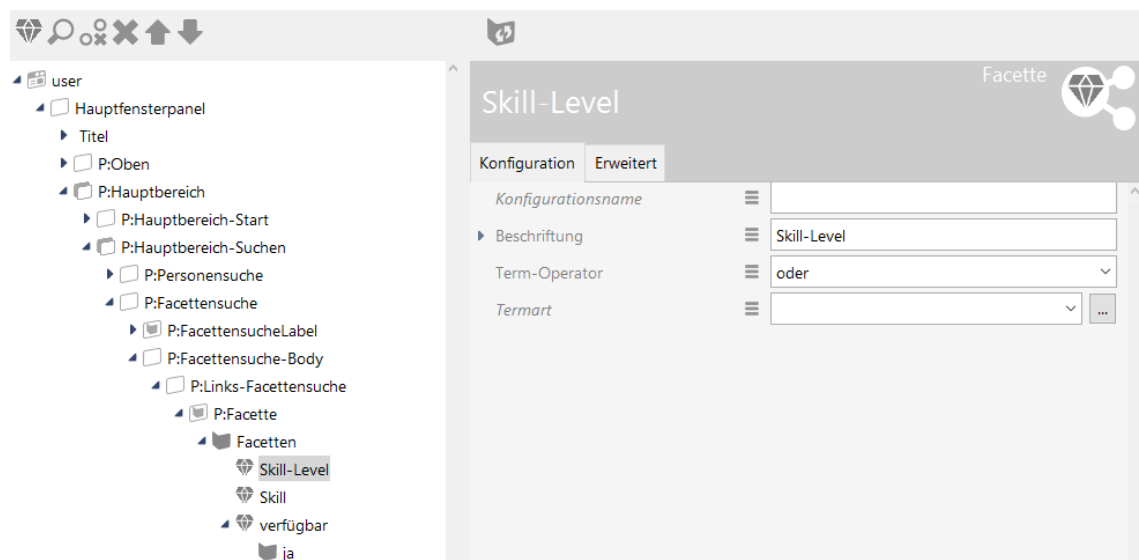 user
Hauptfensterpanel
Titel
P:Oben
P:Hauptbereich
P:Hauptbereich-Start
P:Hauptbereich-Suchen
P:Personensuche
P:Facettensuche
P:FacettensucheLabel
P:Facettensuche-Body
P:Links-Facettensuche
P:Facette
Facetten
Skill-Level
Skill
verfügbar
ja
Facette
Skill-Level
Konfiguration Erweitert
Konfigurationsname
Beschriftung Skill-Level
Term-Operator oder
Termart ...